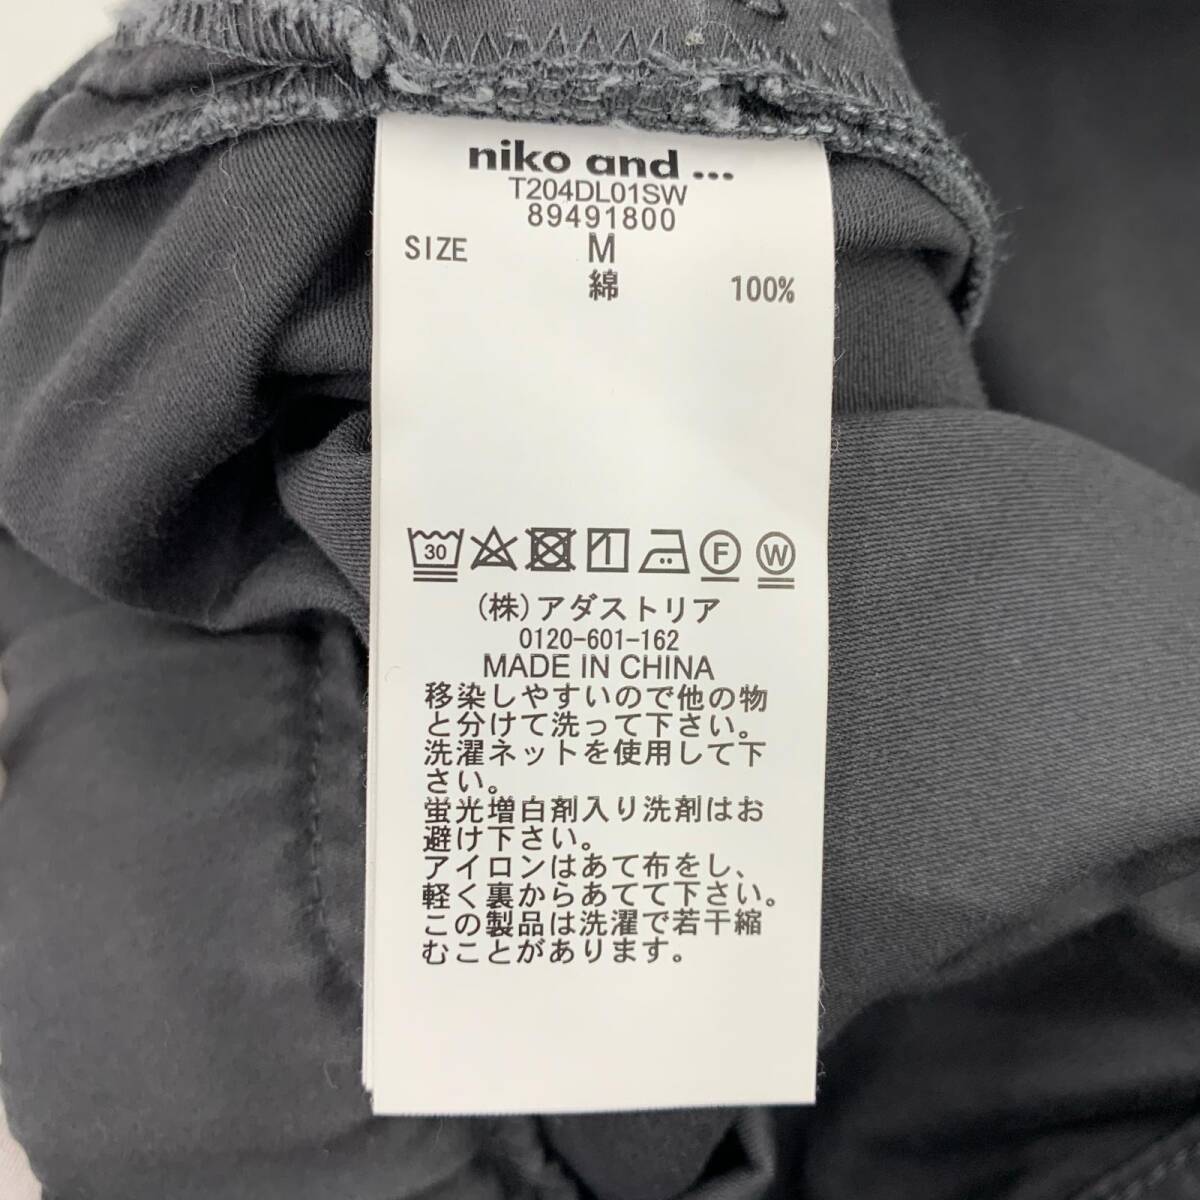 niko and ...
T204DL01SW
89491800
SIZE M
綿 100%
30 F W
(株)アダストリア
0120-601-162
MADE IN CHINA
移染しやすいので他の物
と分けて洗って下さい。
洗濯ネットを使用して下
さい。
蛍光増白剤入り洗剤はお
避け下さい。
アイロンはあて布をし、
軽く裏からあてて下さい。
この製品は洗濯で若干縮
むことがあります。